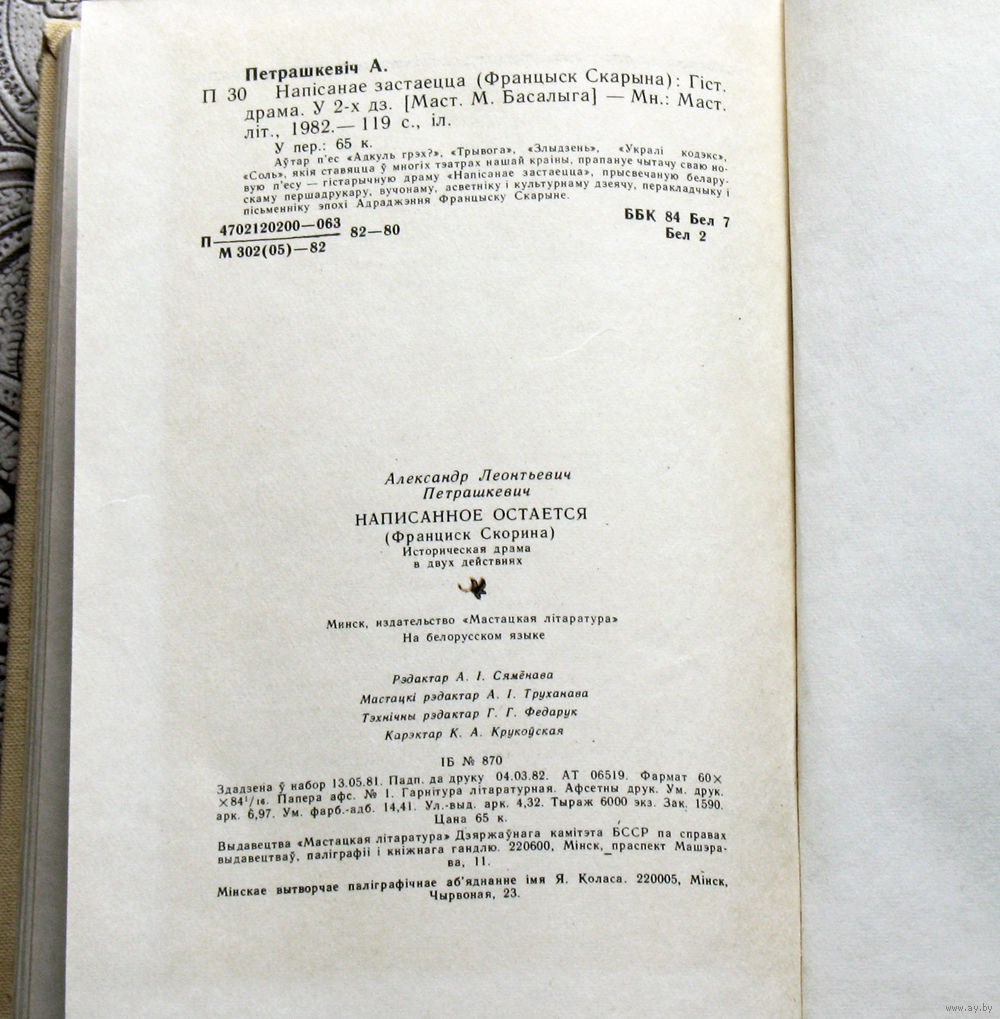 Петрашкевіч А.
П 30 Напісанае застаецца (Францыск Скарына): Гіст.
драма. У 2-х дз. [Маст. М. Басалыга] — Мн.: Маст.
літ., 1982.— 119 с., іл.
У пер.: 65 к.
Аўтар п'ес «Адкуль грэх?», «Трывога», «Злыдзень», «Укралі кодэкс»,
«Соль», якія ставяцца ў многіх тэатрах нашай краіны, прапануе чытачу сваю но-
вую п'есу — гістарычную драму «Напісанае застаецца», прысвечаную белару-
скаму першадрукару, вучонаму, асветніку і культурнаму дзеячу, перакладчыку і
пісьменніку эпохі Адраджэння Францыску Скарыне.
П 4702120200—063 82—80 ББК 84 Бел 7
М 302(05)—82 Бел 2
Александр Леонтьевич
Петрашкевич
НАПИСАННОЕ ОСТАЕТСЯ
(Франциск Скорина)
Историческая драма
в двух действиях
Минск, издательство «Мастацкая літаратура»
На белорусском языке
Рэдактар А. І. Сямёнава
Мастацкі рэдактар А. І. Труханава
Тэхнічны рэдактар Г. Г. Федарук
Карэктар К. А. Крукоўская
ІБ № 870
Здадзена ў набор 13.05.81. Падп. да друку 04.03.82. АТ 06519. Фармат 60×
×84¹/₁₆. Папера афс. № 1. Гарнітура літаратурная. Афсетны друк. Ум. друк.
арк. 6,97. Ум. фарб.-адб. 14,41. Ул.-выд. арк. 4,32. Тыраж 6000 экз. Зак. 1590.
Цана 65 к.
Выдавецтва «Мастацкая літаратура» Дзяржаўнага камітэта БССР па справах
выдавецтваў, паліграфіі і кніжнага гандлю. 220600, Мінск, праспект Машэра-
ва, 11.
Мінскае вытворчае паліграфічнае аб'яднанне імя Я. Коласа. 220005, Мінск,
Чырвоная, 23.
www.ay.by